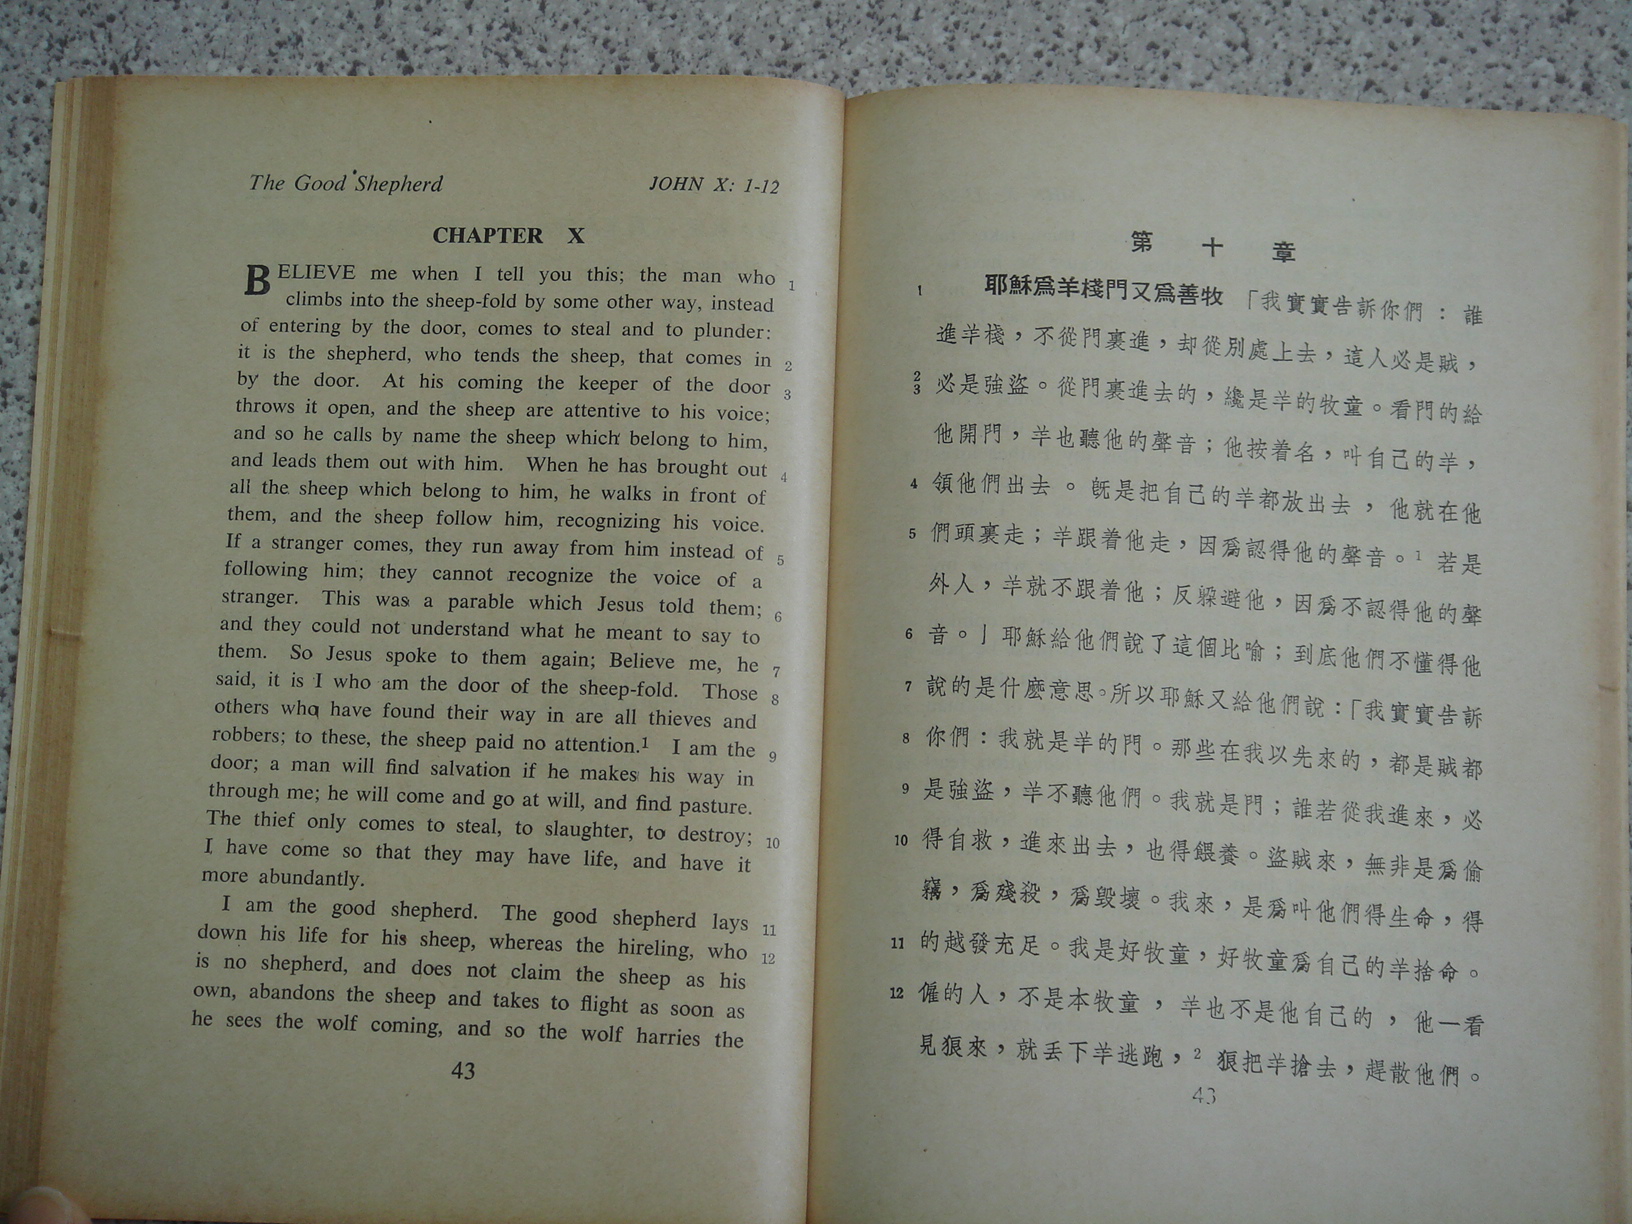 The Good Shepherd JOHN X: 1-12
CHAPTER X
BELIEVE me when I tell you this; the man who 1
climbs into the sheep-fold by some other way, instead
of entering by the door, comes to steal and to plunder:
it is the shepherd, who tends the sheep, that comes in 2
by the door. At his coming the keeper of the door 3
throws it open, and the sheep are attentive to his voice;
and so he calls by name the sheep which belong to him,
and leads them out with him. When he has brought out 4
all the sheep which belong to him, he walks in front of
them, and the sheep follow him, recognizing his voice.
If a stranger comes, they run away from him instead of 5
following him; they cannot recognize the voice of a
stranger. This was a parable which Jesus told them; 6
and they could not understand what he meant to say to
them. So Jesus spoke to them again; Believe me, he 7
said, it is I who am the door of the sheep-fold. Those 8
others who have found their way in are all thieves and
robbers; to these, the sheep paid no attention.¹ I am the 9
door; a man will find salvation if he makes his way in
through me; he will come and go at will, and find pasture.
The thief only comes to steal, to slaughter, to destroy; 10
I have come so that they may have life, and have it
more abundantly.
I am the good shepherd. The good shepherd lays 11
down his life for his sheep, whereas the hireling, who 12
is no shepherd, and does not claim the sheep as his
own, abandons the sheep and takes to flight as soon as
he sees the wolf coming, and so the wolf harries the
43
第十章
1 耶穌爲羊棧門又爲善牧 「我實實告訴你們：誰
進羊棧，不從門裏進，却從別處上去，這人必是賊，
2 3 必是強盜。從門裏進去的，纔是羊的牧童。看門的給
他開門，羊也聽他的聲音；他按着名，叫自己的羊，
4 領他們出去。旣是把自己的羊都放出去，他就在他
5 們頭裏走；羊跟着他走，因爲認得他的聲音。¹ 若是
外人，羊就不跟着他；反躱避他，因爲不認得他的聲
6 音。」耶穌給他們說了這個比喻；到底他們不懂得他
7 說的是什麽意思。所以耶穌又給他們說：「我實實告訴
8 你們：我就是羊的門。那些在我以先來的，都是賊都
9 是強盜，羊不聽他們。我就是門；誰若從我進來，必
10 得自救，進來出去，也得餵養。盜賊來，無非是爲偷
竊，爲殘殺，爲毀壞。我來，是爲叫他們得生命，得
11 的越發充足。我是好牧童，好牧童爲自己的羊捨命。
12 僱的人，不是本牧童，羊也不是他自己的，他一看
見狼來，就丢下羊逃跑，² 狼把羊搶去，趕散他們。
43